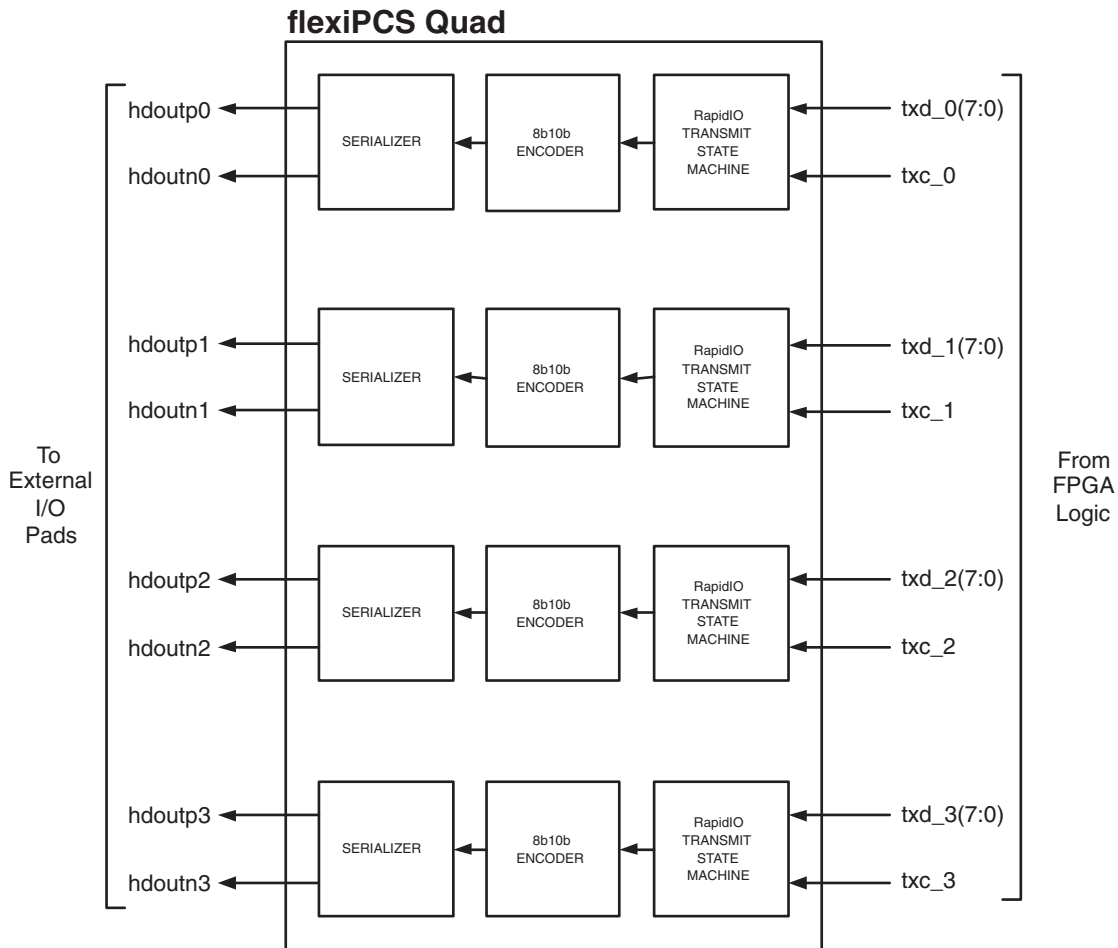 flexiPCS Quad
hdoutp0
hdoutn0
SERIALIZER
8b10b
ENCODER
RapidIO
TRANSMIT
STATE
MACHINE
txd_0(7:0)
txc_0
hdoutp1
hdoutn1
SERIALIZER
8b10b
ENCODER
RapidIO
TRANSMIT
STATE
MACHINE
txd_1(7:0)
txc_1
To
External
I/O
Pads
From
FPGA
Logic
hdoutp2
hdoutn2
SERIALIZER
8b10b
ENCODER
RapidIO
TRANSMIT
STATE
MACHINE
txd_2(7:0)
txc_2
hdoutp3
hdoutn3
SERIALIZER
8b10b
ENCODER
RapidIO
TRANSMIT
STATE
MACHINE
txd_3(7:0)
txc_3